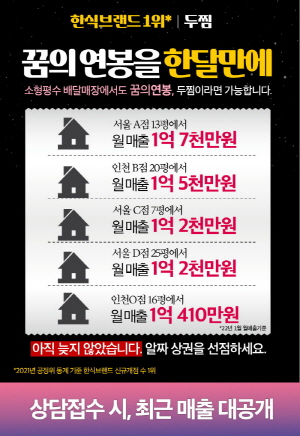 한식브랜드 1위* | 두찜
꿈의 연봉을 한달만에
소형평수 배달매장에서도 꿈의연봉, 두찜이라면 가능합니다.
서울 A점 13평에서
월 매출 1억 7천만원
인천 B점 20평에서
월 매출 1억 5천만원
서울 C점 7평에서
월 매출 1억 2천만원
서울 D점 25평에서
월 매출 1억 2천만원
인천O점 16평에서
월 매출 1억 410만원
*22년 1월 월매출기준
아직 늦지 않았습니다. 알짜 상권을 선점하세요.
*2021년 공정위 통계 기준 한식브랜드 신규개점 수 1위
상담접수 시, 최근 매출 대공개